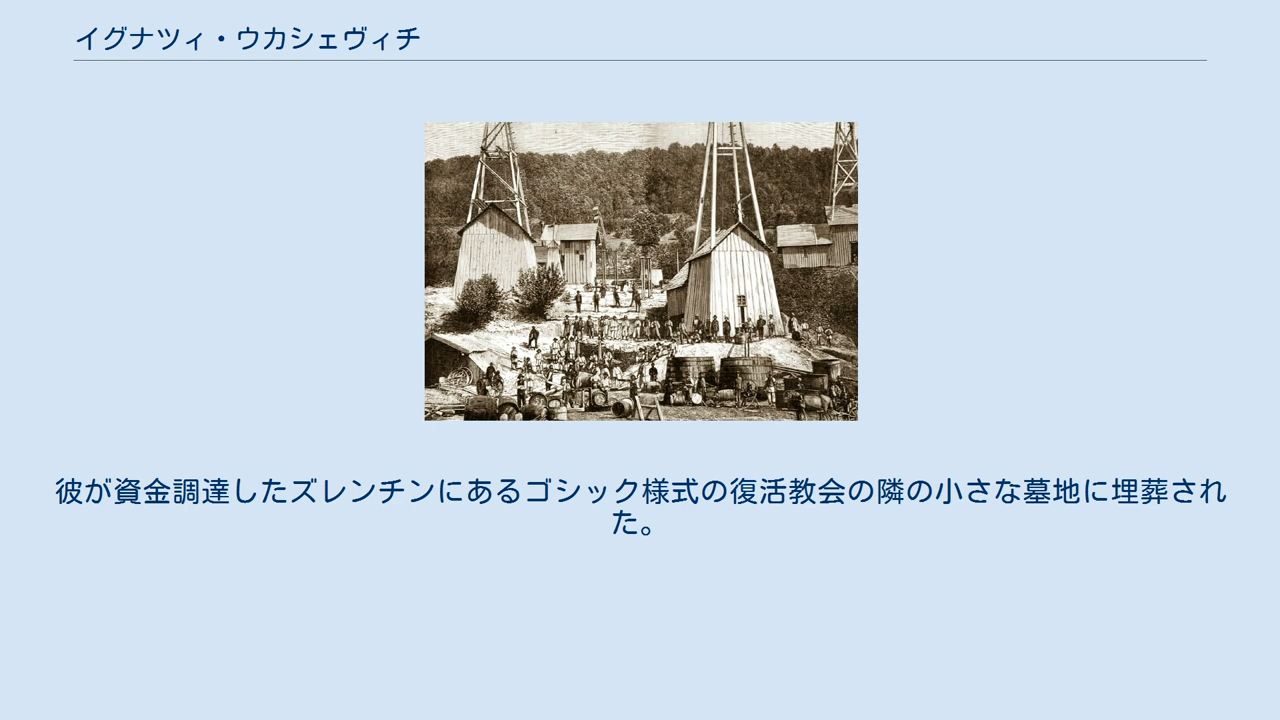 イグナツィ・ウカシェヴィチ
彼が資金調達したズレンチンにあるゴシック様式の復活教会の隣の小さな墓地に埋葬され
た。